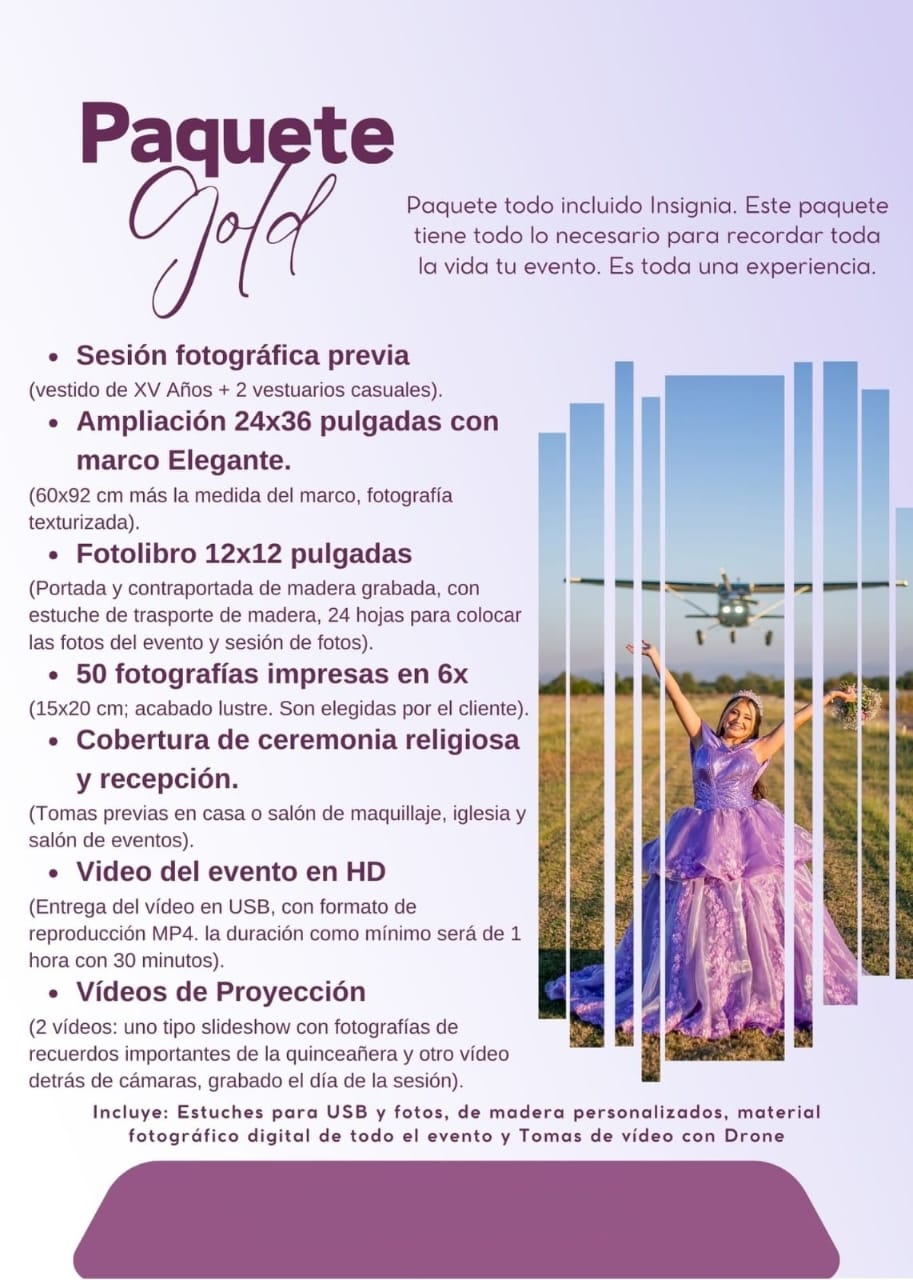 Paquete
Gold
Paquete todo incluido Insignia. Este paquete
tiene todo lo necesario para recordar toda
la vida tu evento. Es toda una experiencia.
• Sesión fotográfica previa
(vestido de XV Años + 2 vestuarios casuales).
• Ampliación 24x36 pulgadas con
marco Elegante.
(60x92 cm más la medida del marco, fotografía
texturizada).
• Fotolibro 12x12 pulgadas
(Portada y contraportada de madera grabada, con
estuche de trasporte de madera, 24 hojas para colocar
las fotos del evento y sesión de fotos).
• 50 fotografías impresas en 6x
(15x20 cm; acabado lustre. Son elegidas por el cliente).
• Cobertura de ceremonia religiosa
y recepción.
(Tomas previas en casa o salón de maquillaje, iglesia y
salón de eventos).
• Video del evento en HD
(Entrega del vídeo en USB, con formato de
reproducción MP4. la duración como mínimo será de 1
hora con 30 minutos).
• Vídeos de Proyección
(2 vídeos: uno tipo slideshow con fotografías de
recuerdos importantes de la quinceañera y otro vídeo
detrás de cámaras, grabado el día de la sesión).
Incluye: Estuches para USB y fotos, de madera personalizados, material
fotográfico digital de todo el evento y Tomas de vídeo con Drone